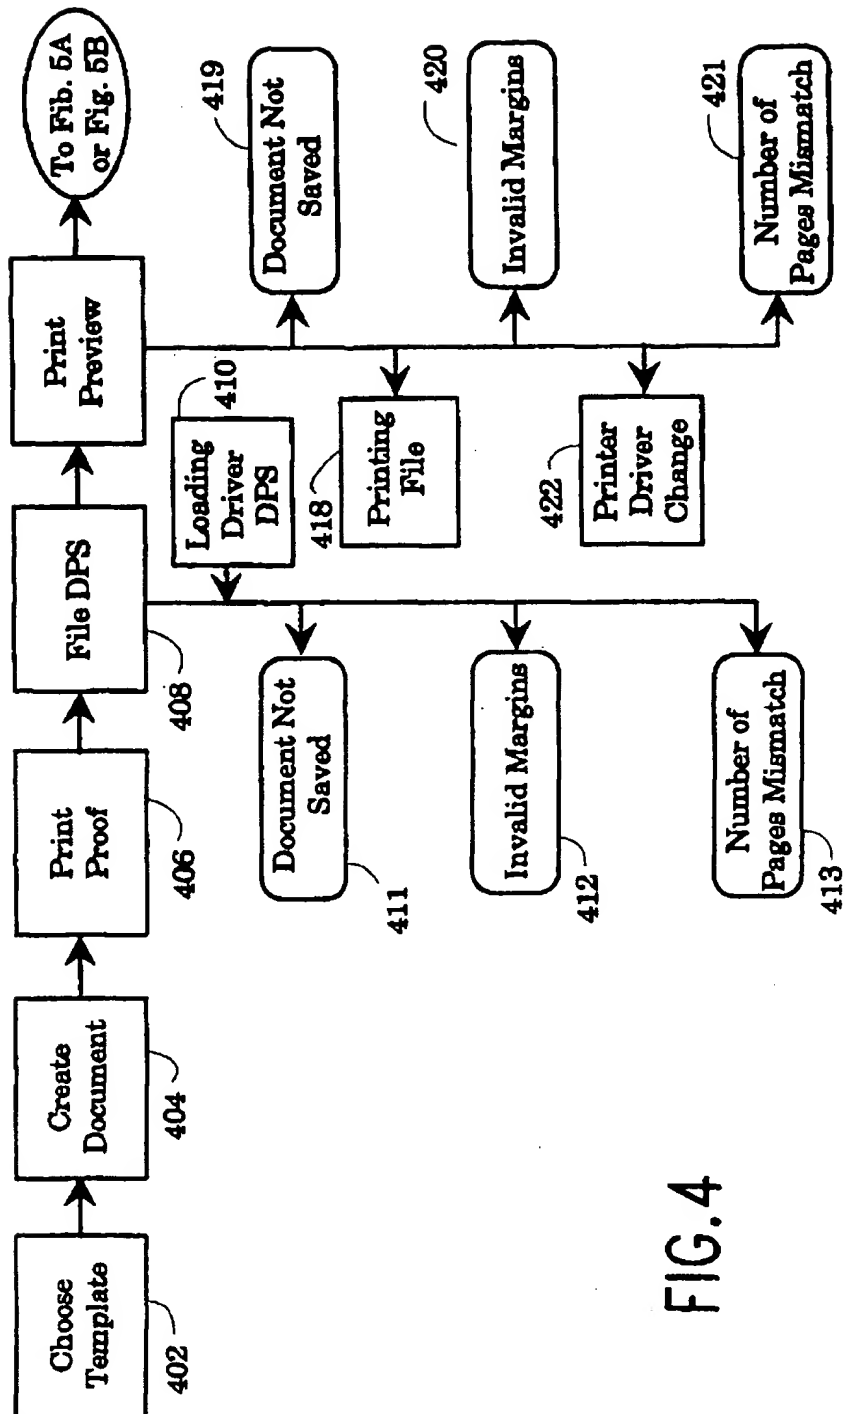 Choose
Template
402
Create
Document
404
Print
Proof
406
File DPS
408
Print
Preview
To Fib. 5A
or Fig. 5B
Loading
Driver
DPS
410
Document Not
Saved
411
Invalid Margins
412
Number of
Pages Mismatch
413
Printing
File
418
Printer
Driver
Change
422
Document Not
Saved
419
Invalid Margins
420
Number of
Pages Mismatch
421
FIG.4